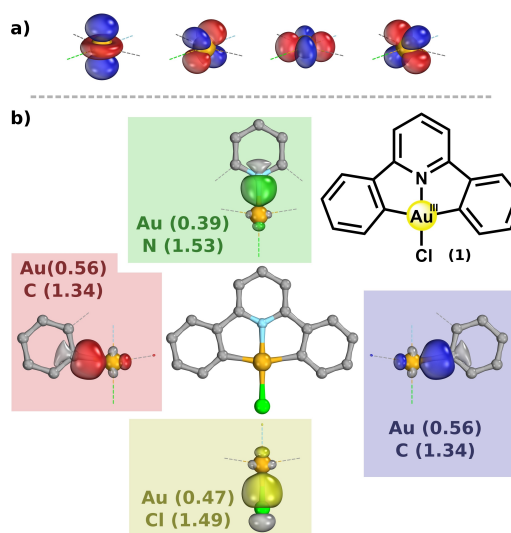 a)
b)
Au (0.39)
N (1.53)
N
Au III
Cl (1)
Au(0.56)
C (1.34)
Au (0.56)
C (1.34)
Au (0.47)
Cl (1.49)